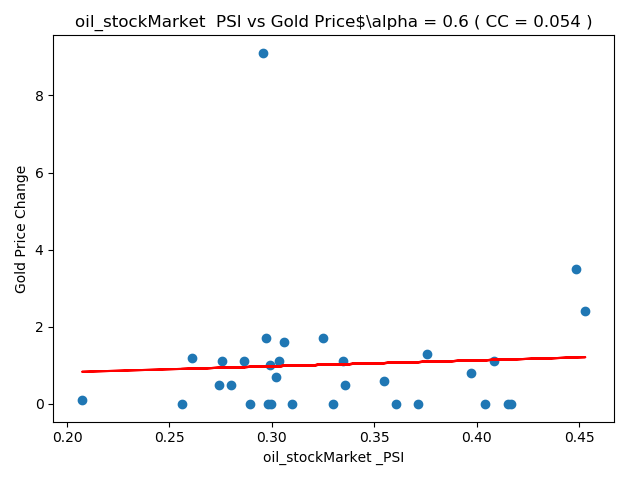 oil_stockMarket  PSI vs Gold Price$\alpha = 0.6 ( CC = 0.054 )
8
6
4
2
0
Gold Price Change
0.20 0.25 0.30 0.35 0.40 0.45
oil_stockMarket _PSI